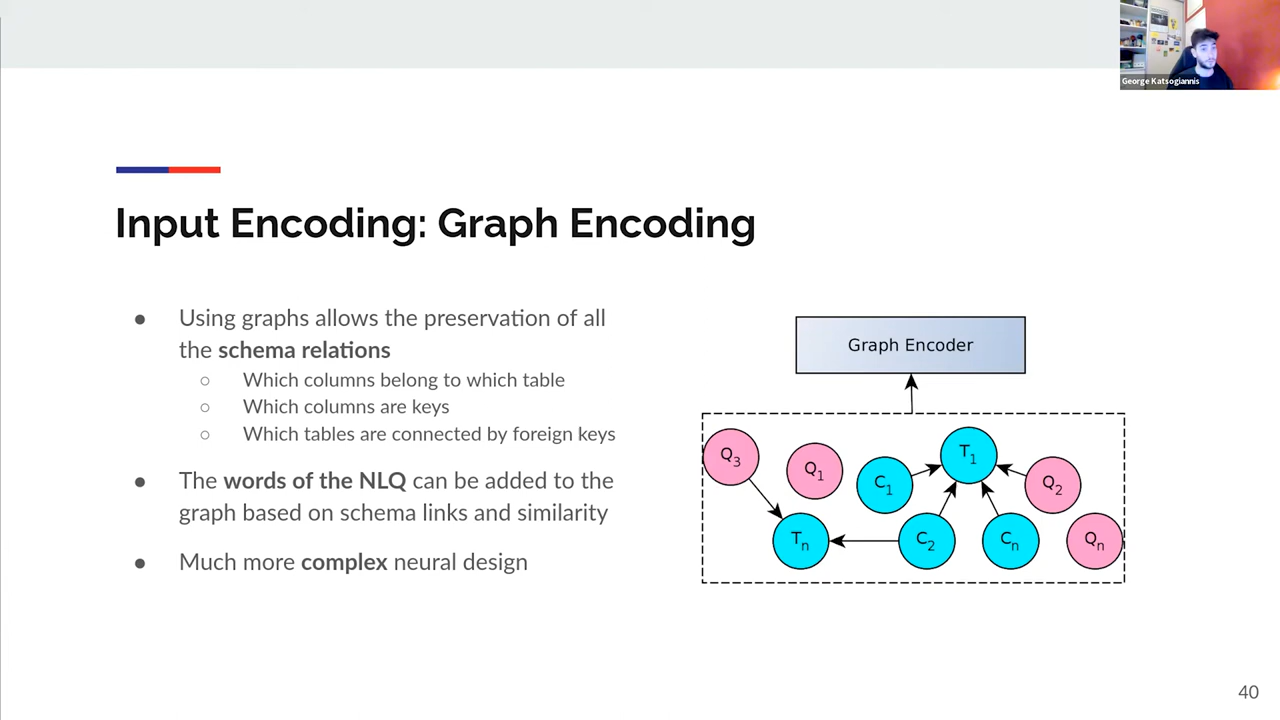 George Katsogiannis
Input Encoding: Graph Encoding
● Using graphs allows the preservation of all
the schema relations
○ Which columns belong to which table
○ Which columns are keys
○ Which tables are connected by foreign keys
● The words of the NLQ can be added to the
graph based on schema links and similarity
● Much more complex neural design
Graph Encoder
Q3
Q1
C1
T1
Q2
Tn
C2
Cn
Qn
40